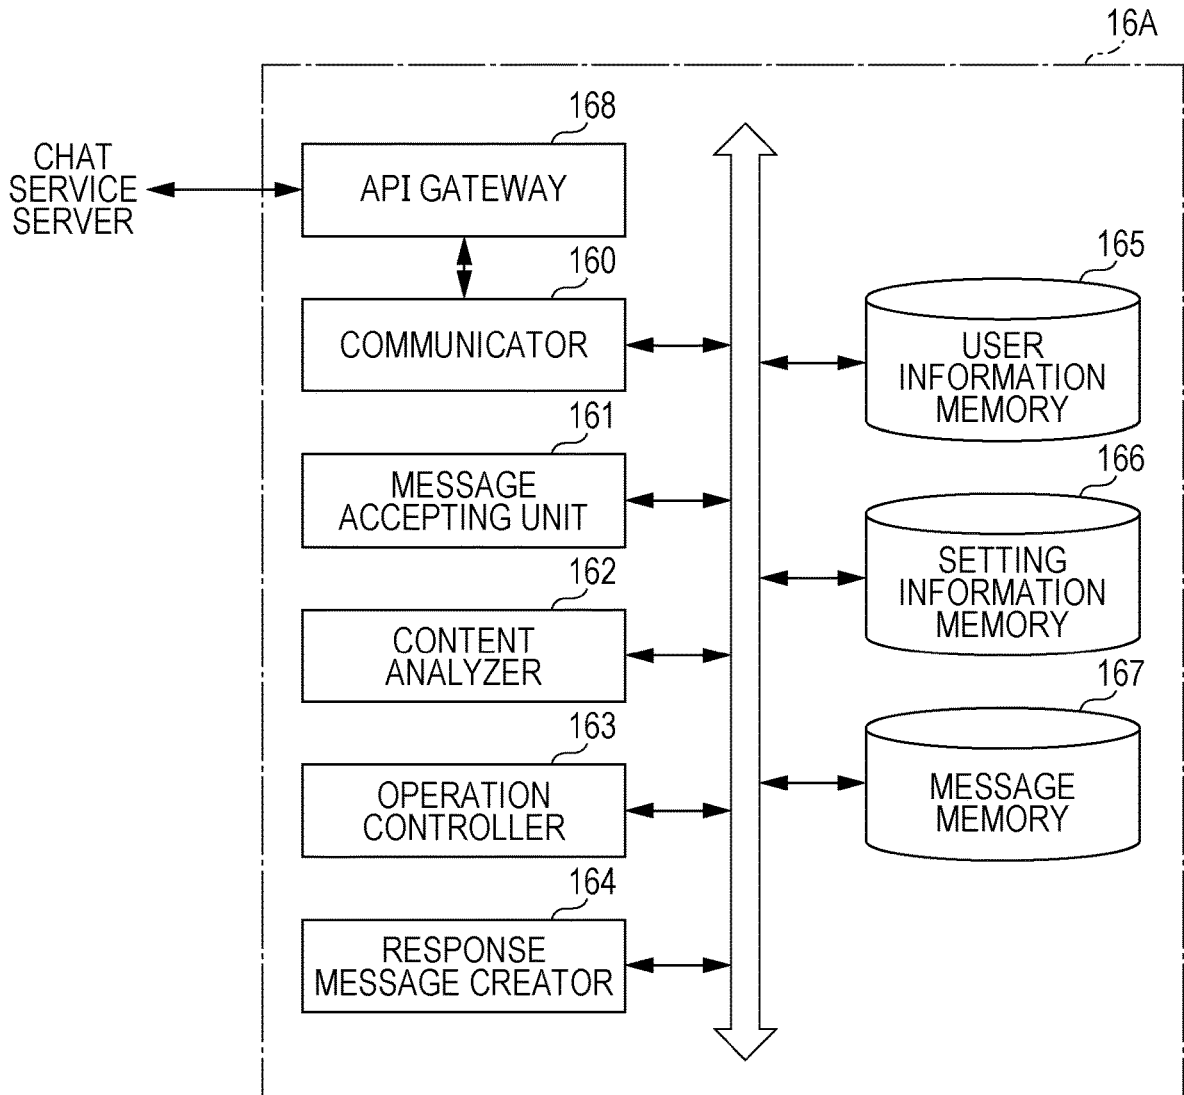 16A
168
CHAT
SERVICE
SERVER
API GATEWAY
160
COMMUNICATOR
161
MESSAGE
ACCEPTING UNIT
162
CONTENT
ANALYZER
163
OPERATION
CONTROLLER
164
RESPONSE
MESSAGE CREATOR
165
USER
INFORMATION
MEMORY
166
SETTING
INFORMATION
MEMORY
167
MESSAGE
MEMORY